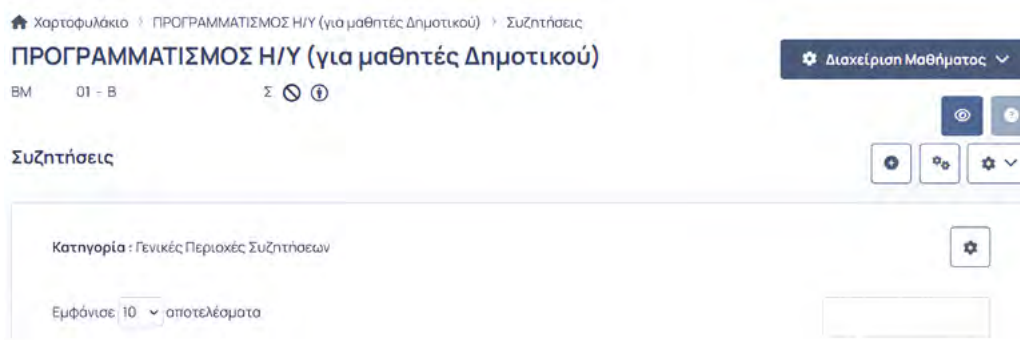 Χαρτοφυλάκιο > ΠΡΟΓΡΑΜΜΑΤΙΣΜΟΣ Η/Υ (για μαθητές Δημοτικού) > Συζητήσεις
ΠΡΟΓΡΑΜΜΑΤΙΣΜΟΣ Η/Υ (για μαθητές Δημοτικού)
Διαχείριση Μαθήματος
ΒΜ 01 - Β Σ
Συζητήσεις
Κατηγορία : Γενικές Περιοχές Συζητήσεων
Εμφάνισε 10 αποτελέσματα